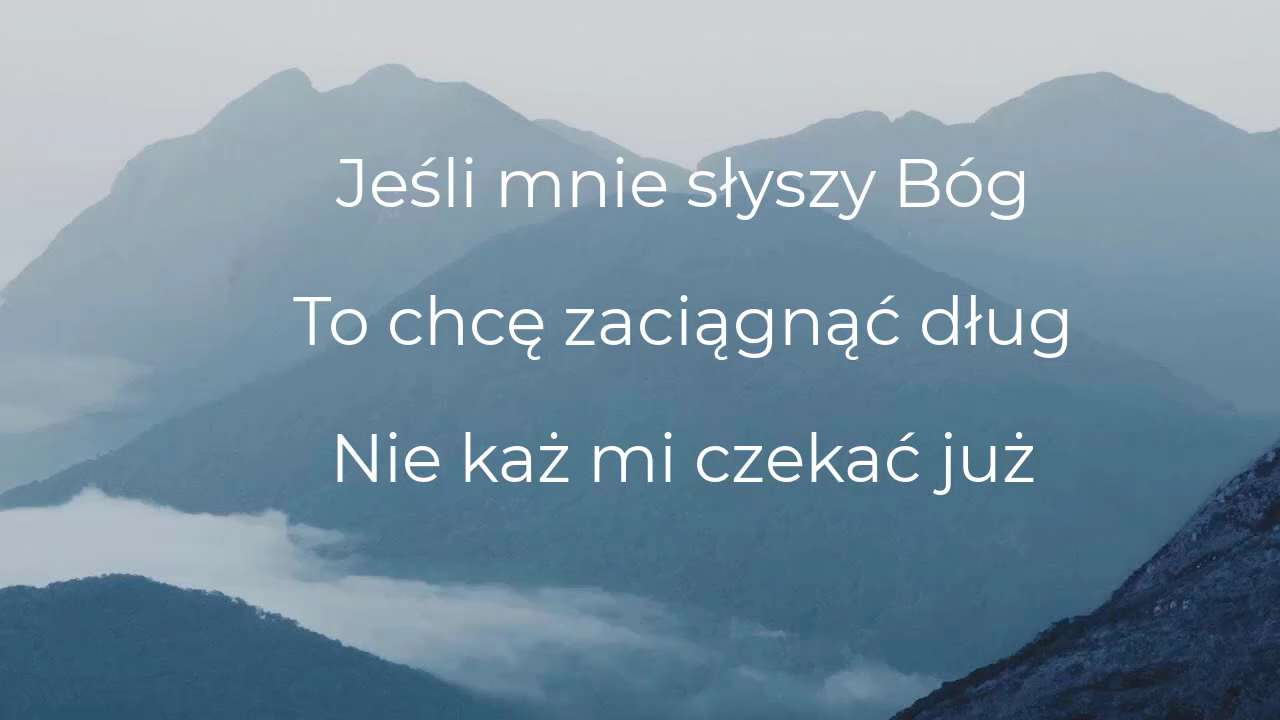 Jeśli mnie słyszy Bóg
To chcę zaciągnąć dług
Nie każ mi czekać już